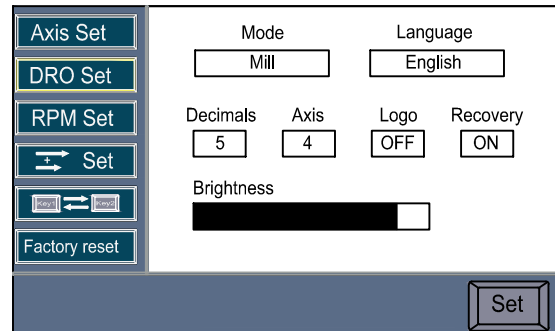 Axis Set
DRO Set
RPM Set
+ Set
Key1 Key2
Factory reset
Mode Language
Mill English
Decimals Axis Logo Recovery
5 4 OFF ON
Brightness
Set